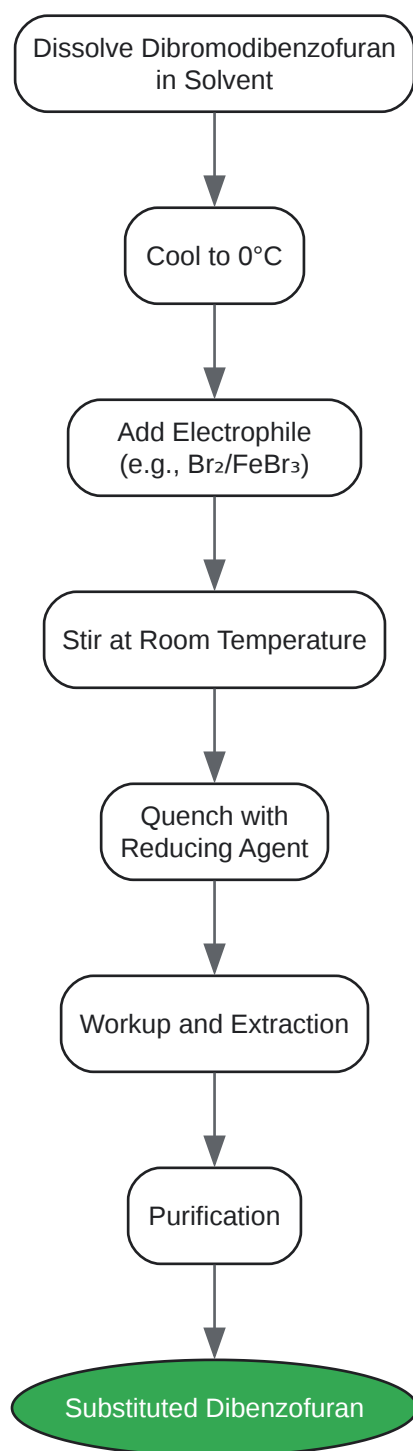 Dissolve Dibromodibenzofuran
in Solvent
Cool to 0°C
Add Electrophile
(e.g., Br₂/FeBr₃)
Stir at Room Temperature
Quench with
Reducing Agent
Workup and Extraction
Purification
Substituted Dibenzofuran